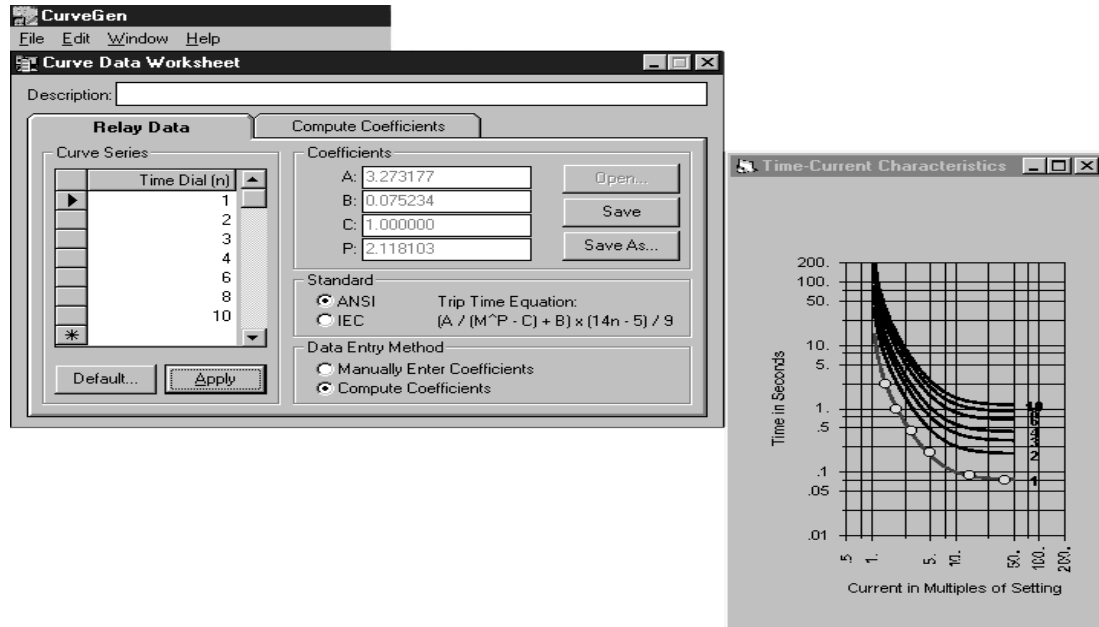 CurveGen
File Edit Window Help
Curve Data Worksheet
Description:
Relay Data
Compute Coefficients
Curve Series
Time Dial (n)
1
2
3
4
6
8
10
*
Default...
Apply
Coefficients
A: 3.273177
B: 0.075234
C: 1.000000
P: 2.118103
Open...
Save
Save As...
Standard
ANSI
IEC
Trip Time Equation:
(A / (M^P - C) + B) x (14n - 5) / 9
Data Entry Method
Manually Enter Coefficients
Compute Coefficients
Time-Current Characteristics
Time in Seconds
200.
100.
50.
10.
5.
1.
.5
.1
.05
.01
6
4
3
2
1
.5
1.
5.
10.
50.
100.
200.
Current in Multiples of Setting